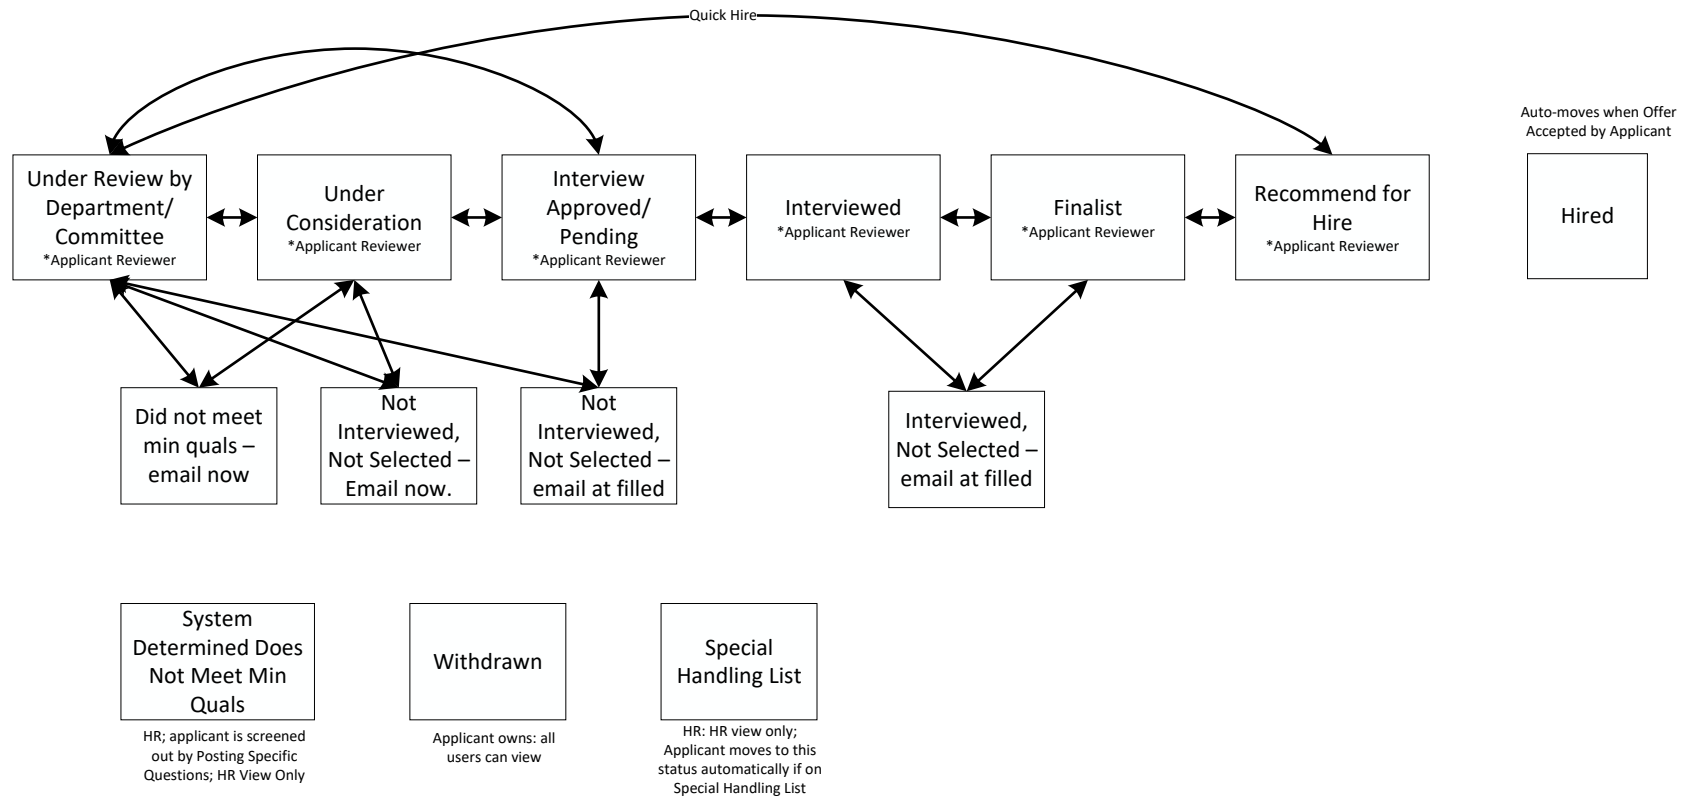 Quick Hire
Auto-moves when Offer
Accepted by Applicant
Under Review by
Department/
Committee
*Applicant Reviewer
Under
Consideration
*Applicant Reviewer
Interview
Approved/
Pending
*Applicant Reviewer
Interviewed
*Applicant Reviewer
Finalist
*Applicant Reviewer
Recommend for
Hire
*Applicant Reviewer
Hired
Did not meet
min quals –
email now
Not
Interviewed,
Not Selected –
Email now.
Not
Interviewed,
Not Selected –
email at filled
Interviewed,
Not Selected –
email at filled
System
Determined Does
Not Meet Min
Quals
HR; applicant is screened
out by Posting Specific
Questions; HR View Only
Withdrawn
Applicant owns: all
users can view
Special
Handling List
HR: HR view only;
Applicant moves to this
status automatically if on
Special Handling List